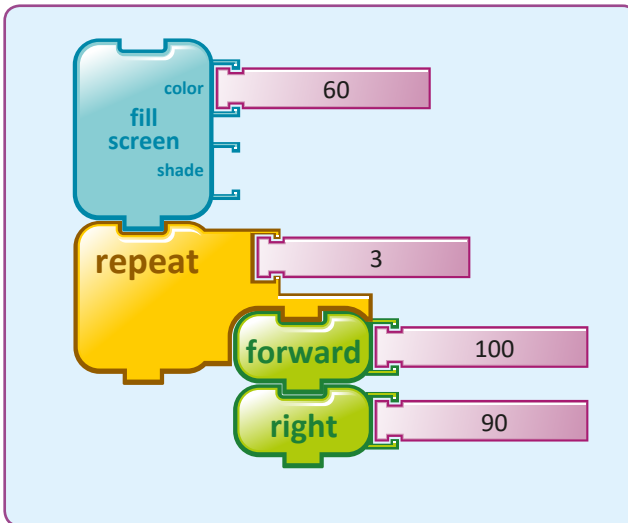 color
60
fill
screen
shade
repeat
3
forward
100
right
90